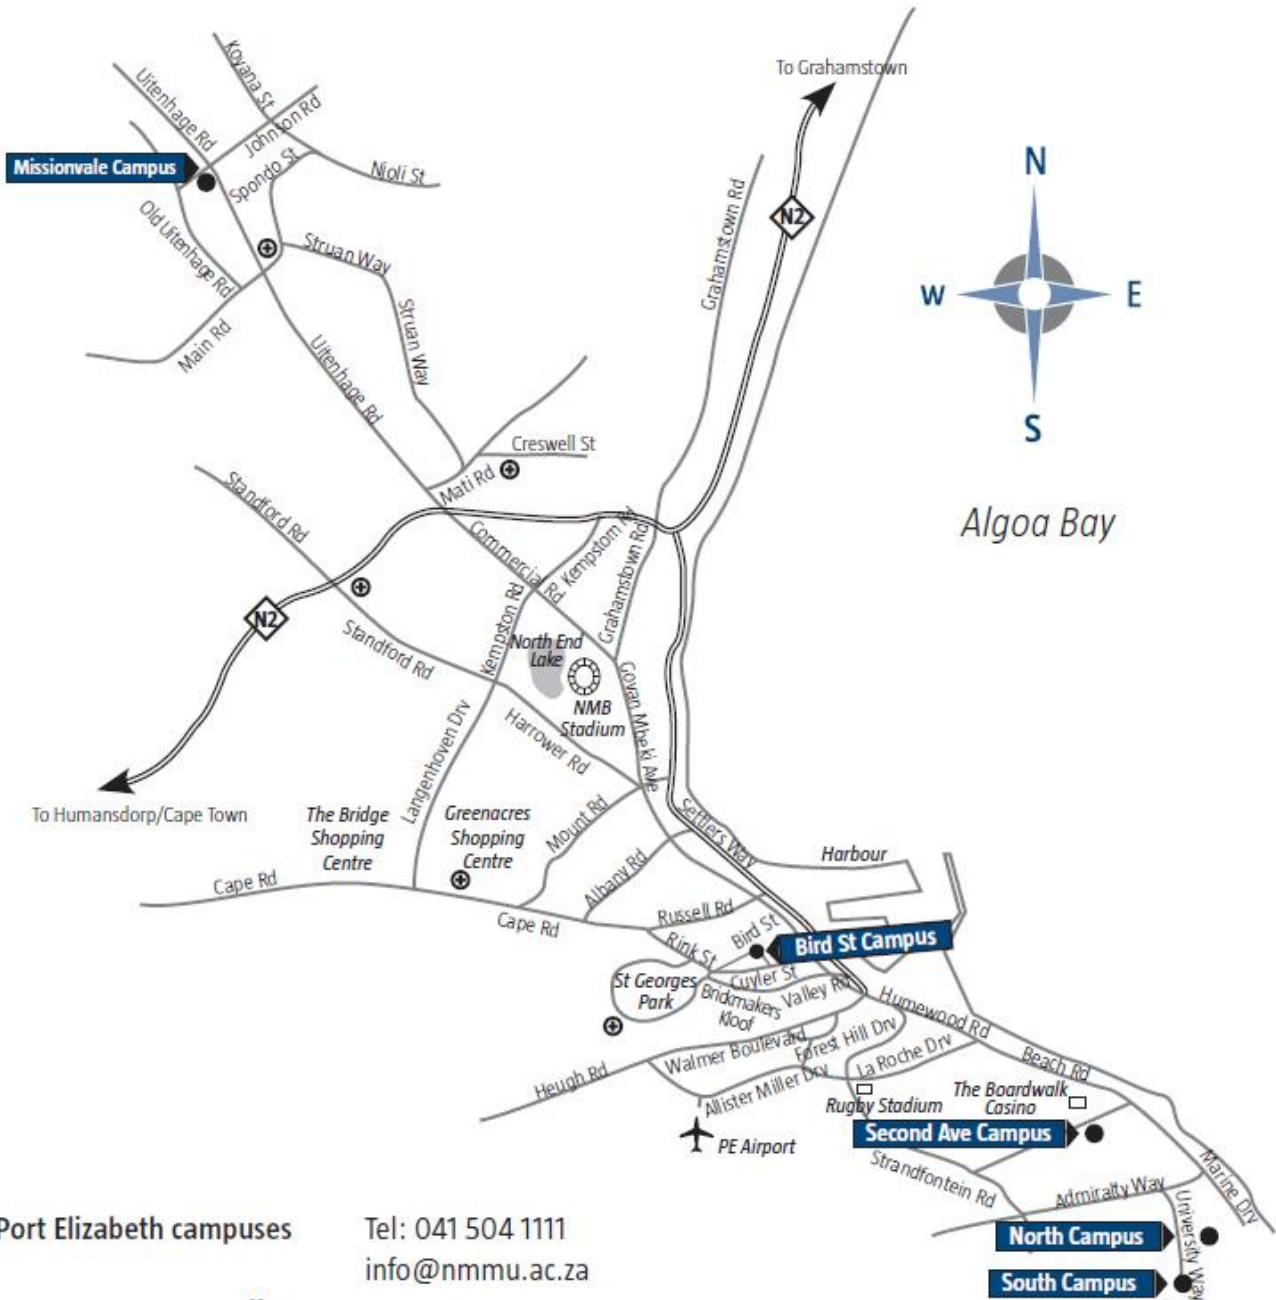 To Grahamstown
Koyana St
Uitenhage Rd
Johnson Rd
Missionvale Campus
Spondo St
Njoli St
Old Uitenhage Rd
Struan Way
Main Rd
Struan Way
Uitenhage Rd
Grahamstown Rd
N2
N
W
E
S
Algoa Bay
Creswell St
Mati Rd
Standford Rd
Commercial Rd
Kempstom Rd
Grahamstown Rd
N2
Kempston Rd
Standford Rd
North End
Lake
NMB
Stadium
Govan Mbeki Ave
Harrower Rd
Langenhoven Drv
To Humansdorp/Cape Town
The Bridge
Shopping
Centre
Greenacres
Shopping
Centre
Mount Rd
Settlers Way
Harbour
Cape Rd
Albany Rd
Cape Rd
Russell Rd
Rink St
Bird St
Bird St Campus
St Georges
Park
Cuyler St
Brickmakers
Kloof
Valley Rd
Humewood Rd
Walmer Boulevard
Forest Hill Drv
Heugh Rd
La Roche Drv
Beach Rd
Allister Miller Drv
Rugby Stadium
The Boardwalk
Casino
PE Airport
Second Ave Campus
Strandfontein Rd
Admiralty Way
Marine Drv
University Way
North Campus
South Campus
Port Elizabeth campuses
Tel: 041 504 1111
info@nmmu.ac.za